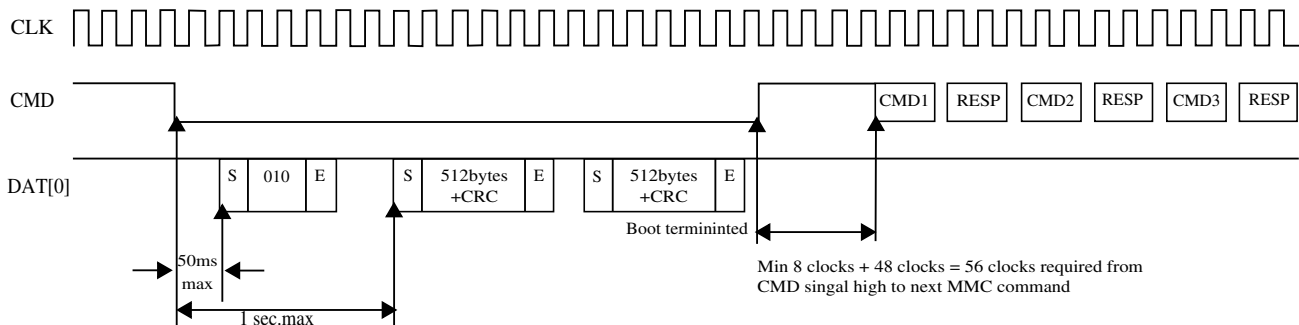 CLK
CMD
CMD1 RESP CMD2 RESP CMD3 RESP
DAT[0]
S 010 E S 512bytes +CRC E S 512bytes +CRC E
Boot termininted
50ms
max
1 sec.max
Min 8 clocks + 48 clocks = 56 clocks required from
CMD singal high to next MMC command